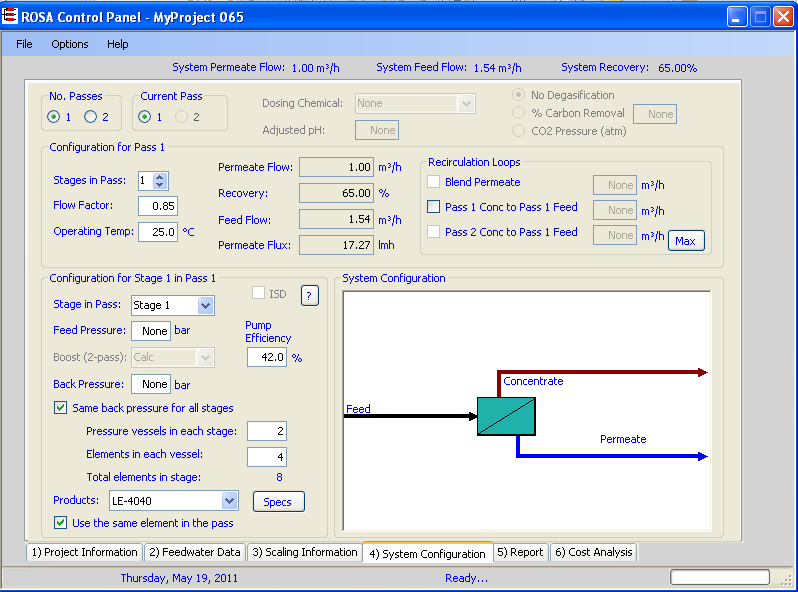 ROSA Control Panel - MyProject 065
File Options Help
System Permeate Flow: 1.00 m³/h System Feed Flow: 1.54 m³/h System Recovery: 65.00%
No. Passes
1 2
Current Pass
1 2
Dosing Chemical: None
Adjusted pH: None
No Degasification
% Carbon Removal None
CO2 Pressure (atm)
Configuration for Pass 1
Stages in Pass: 1
Flow Factor: 0.85
Operating Temp: 25.0 °C
Permeate Flow: 1.00 m³/h
Recovery: 65.00 %
Feed Flow: 1.54 m³/h
Permeate Flux: 17.27 lmh
Recirculation Loops
Blend Permeate None m³/h
Pass 1 Conc to Pass 1 Feed None m³/h
Pass 2 Conc to Pass 1 Feed None m³/h Max
Configuration for Stage 1 in Pass 1
ISD ?
Stage in Pass: Stage 1
Feed Pressure: None bar
Boost (2-pass): Calc
Back Pressure: None bar
Pump
Efficiency
42.0 %
Same back pressure for all stages
Pressure vessels in each stage: 2
Elements in each vessel: 4
Total elements in stage: 8
Products: LE-4040 Specs
Use the same element in the pass
System Configuration
Concentrate
Feed
Permeate
1) Project Information 2) Feedwater Data 3) Scaling Information 4) System Configuration 5) Report 6) Cost Analysis
Thursday, May 19, 2011 Ready...